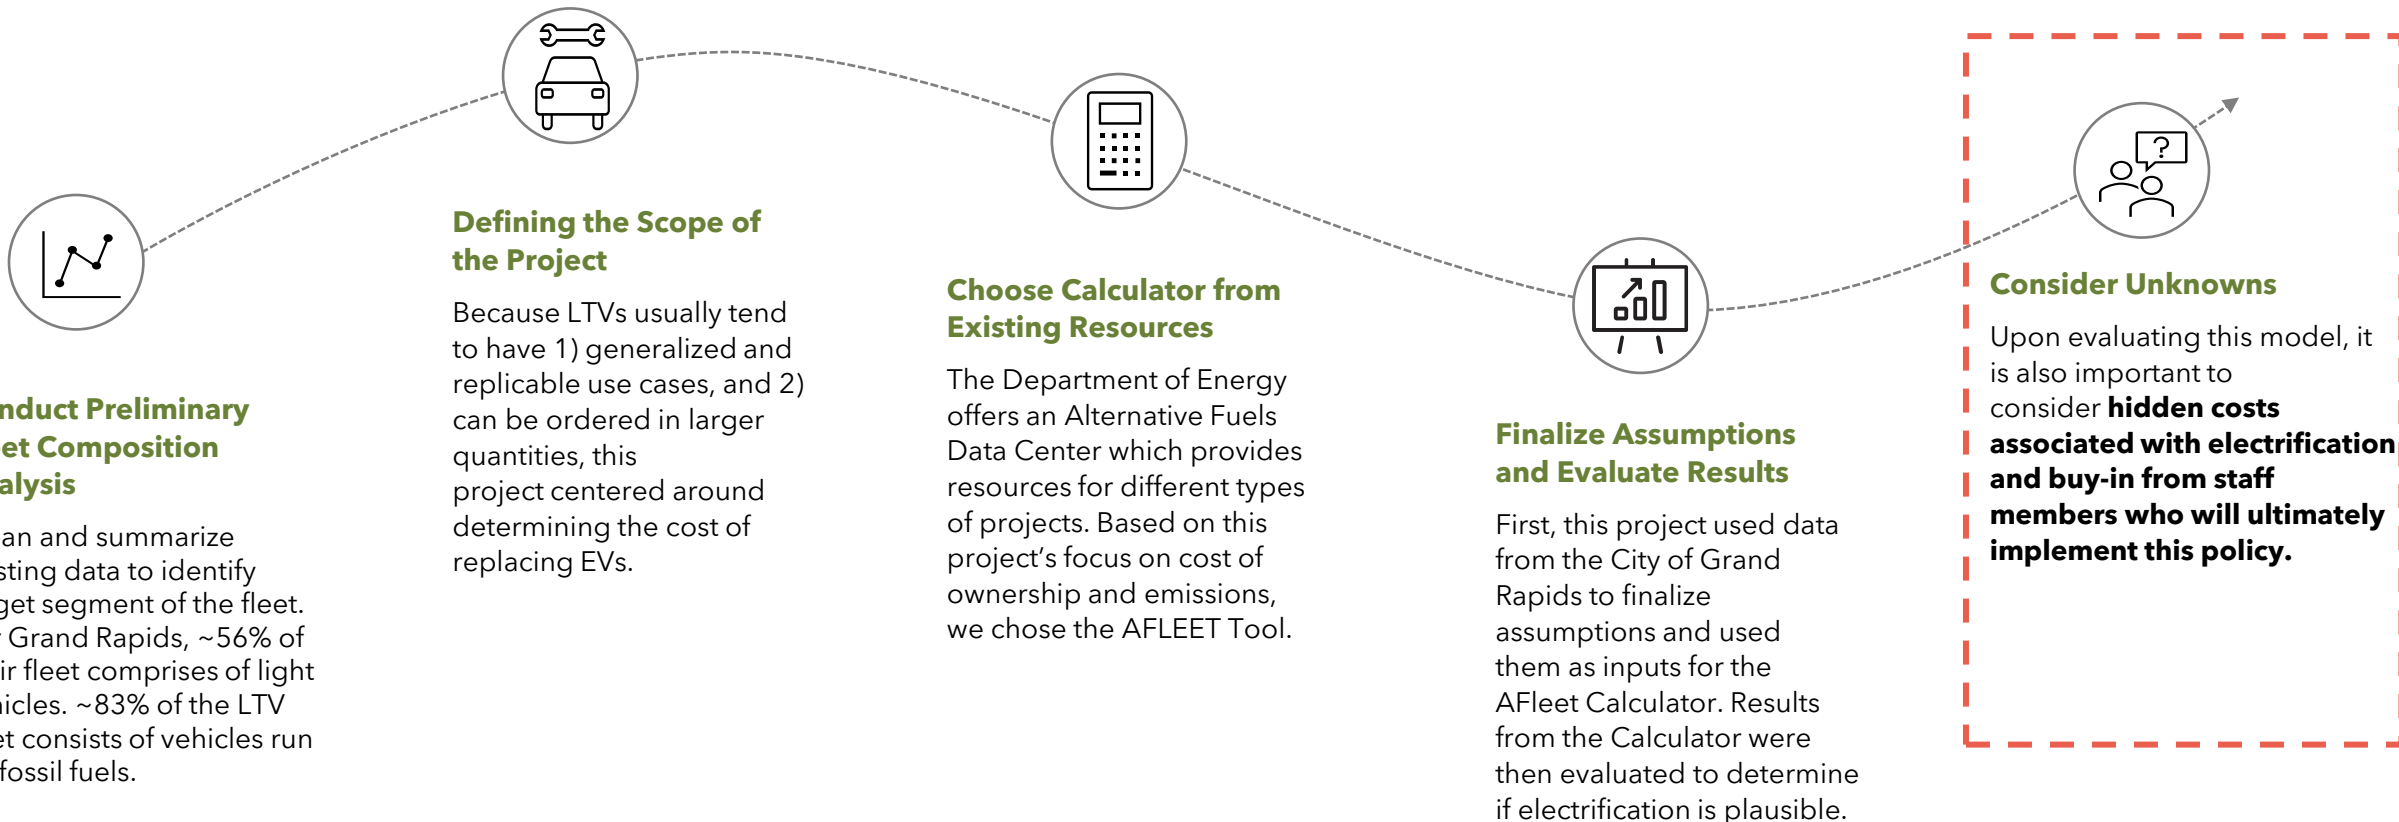 nduct Preliminary
et Composition
alysis
an and summarize
sting data to identify
get segment of the fleet.
r Grand Rapids, ~56% of
ir fleet comprises of light
hicles. ~83% of the LTV
et consists of vehicles run
fossil fuels.
Defining the Scope of
the Project
Because LTVs usually tend
to have 1) generalized and
replicable use cases, and 2)
can be ordered in larger
quantities, this
project centered around
determining the cost of
replacing EVs.
Choose Calculator from
Existing Resources
The Department of Energy
offers an Alternative Fuels
Data Center which provides
resources for different types
of projects. Based on this
project’s focus on cost of
ownership and emissions,
we chose the AFLEET Tool.
Finalize Assumptions
and Evaluate Results
First, this project used data
from the City of Grand
Rapids to finalize
assumptions and used
them as inputs for the
AFleet Calculator. Results
from the Calculator were
then evaluated to determine
if electrification is plausible.
?
Consider Unknowns
Upon evaluating this model, it
is also important to
consider hidden costs
associated with electrification
and buy-in from staff
members who will ultimately
implement this policy.